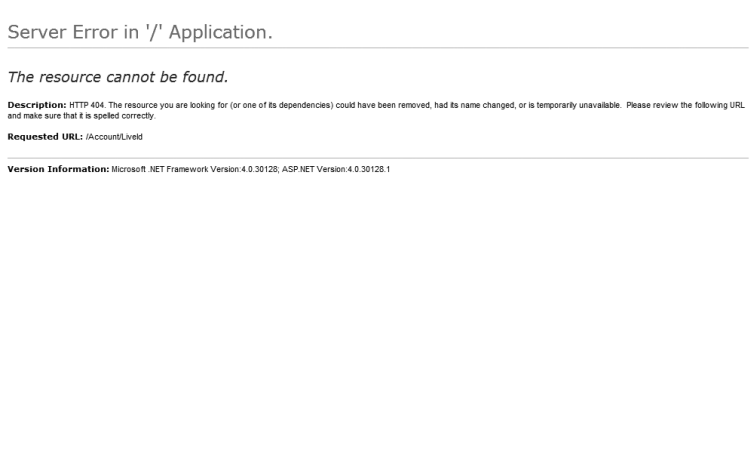 Server Error in '/' Application.
The resource cannot be found.
Description: HTTP 404. The resource you are looking for (or one of its dependencies) could have been removed, had its name changed, or is temporarily unavailable.  Please review the following URL
and make sure that it is spelled correctly.
Requested URL: /Account/LiveId
Version Information: Microsoft .NET Framework Version:4.0.30128; ASP.NET Version:4.0.30128.1